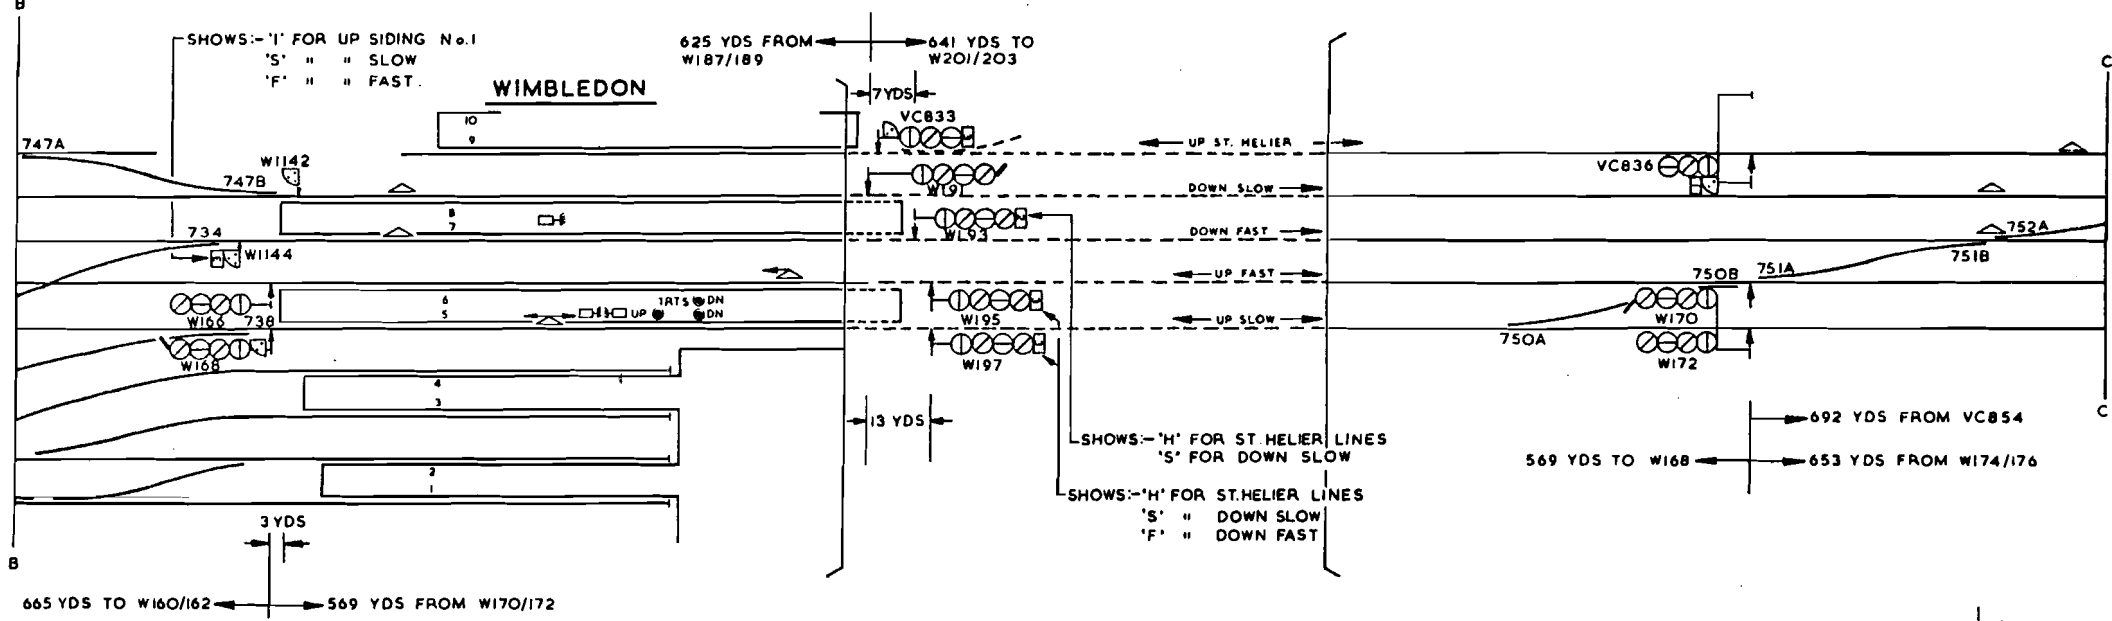 B
SHOWS:-'1' FOR UP SIDING No.1
'S' " " SLOW
'F' " " FAST.
WIMBLEDON
625 YDS FROM
W187/189
641 YDS TO
W201/203
7 YDS
VC833
10
9
747A
W1142
747B
W191
8
7
W193
734
W1144
UP ST. HELIER
DOWN SLOW
DOWN FAST
UP FAST
UP SLOW
VC836
C
752A
751B
751A
750B
W170
750A
W172
6
5
TRTS DN
UP DN
W166
738
W168
W195
W197
4
3
2
1
13 YDS
SHOWS:-'H' FOR ST. HELIER LINES
'S' FOR DOWN SLOW
SHOWS:-'H' FOR ST. HELIER LINES
'S' " DOWN SLOW
'F' " DOWN FAST
692 YDS FROM VC854
569 YDS TO W168
653 YDS FROM W174/176
C
3 YDS
B
665 YDS TO W160/162
569 YDS FROM W170/172